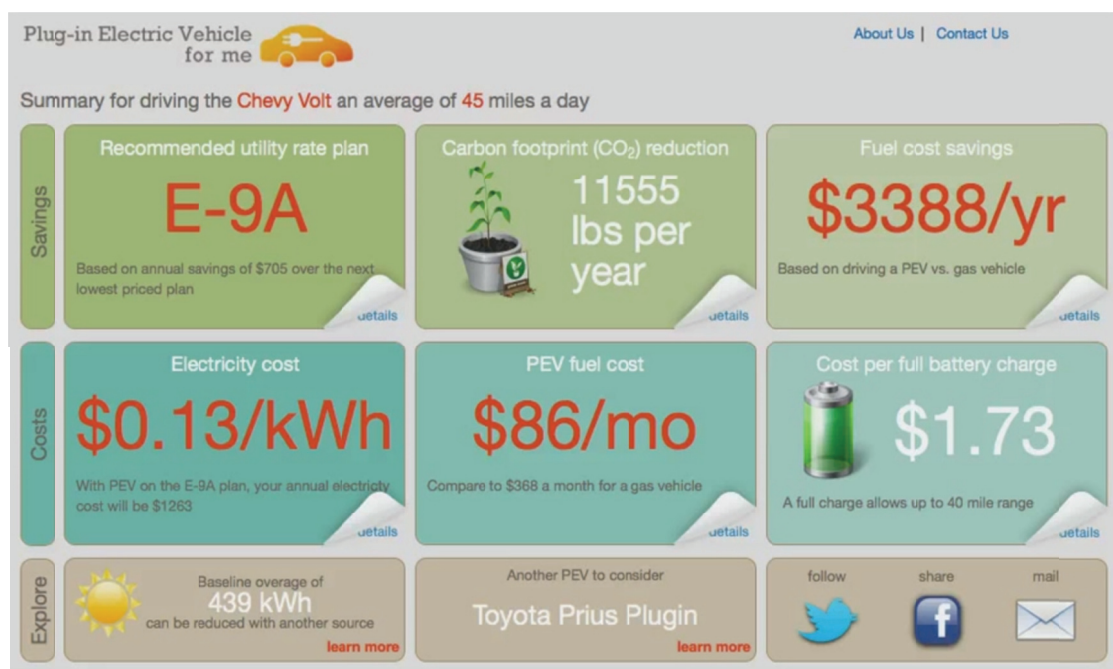 Plug-in Electric Vehicle
for me
About Us | Contact Us
Summary for driving the Chevy Volt an average of 45 miles a day
Savings
Recommended utility rate plan
E-9A
Based on annual savings of $705 over the next
lowest priced plan
details
Carbon footprint (CO₂) reduction
11555
lbs per
year
details
Fuel cost savings
$3388/yr
Based on driving a PEV vs. gas vehicle
details
Costs
Electricity cost
$0.13/kWh
With PEV on the E-9A plan, your annual electricty
cost will be $1263
details
PEV fuel cost
$86/mo
Compare to $368 a month for a gas vehicle
details
Cost per full battery charge
$1.73
A full charge allows up to 40 mile range
details
Explore
Baseline overage of
439 kWh
can be reduced with another source
learn more
Another PEV to consider
Toyota Prius Plugin
learn more
follow
share
mail